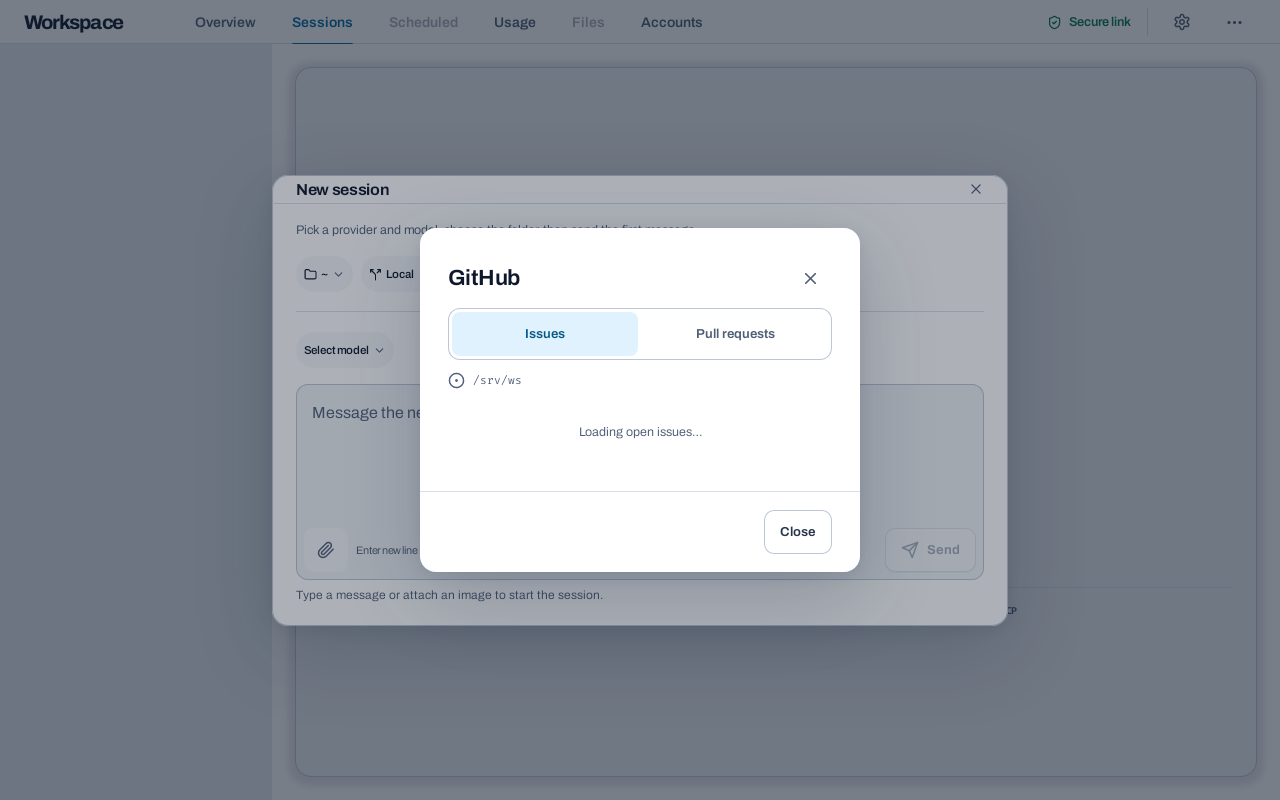 Workspace
Overview
Sessions
Scheduled
Usage
Files
Accounts
Secure link
New session
Pick a provider and model, choose the folder then send the first message.
~
Local
GitHub
Issues
Pull requests
/srv/ws
Select model
Message the ne
Loading open issues...
Enter new line
Close
Send
Type a message or attach an image to start the session.